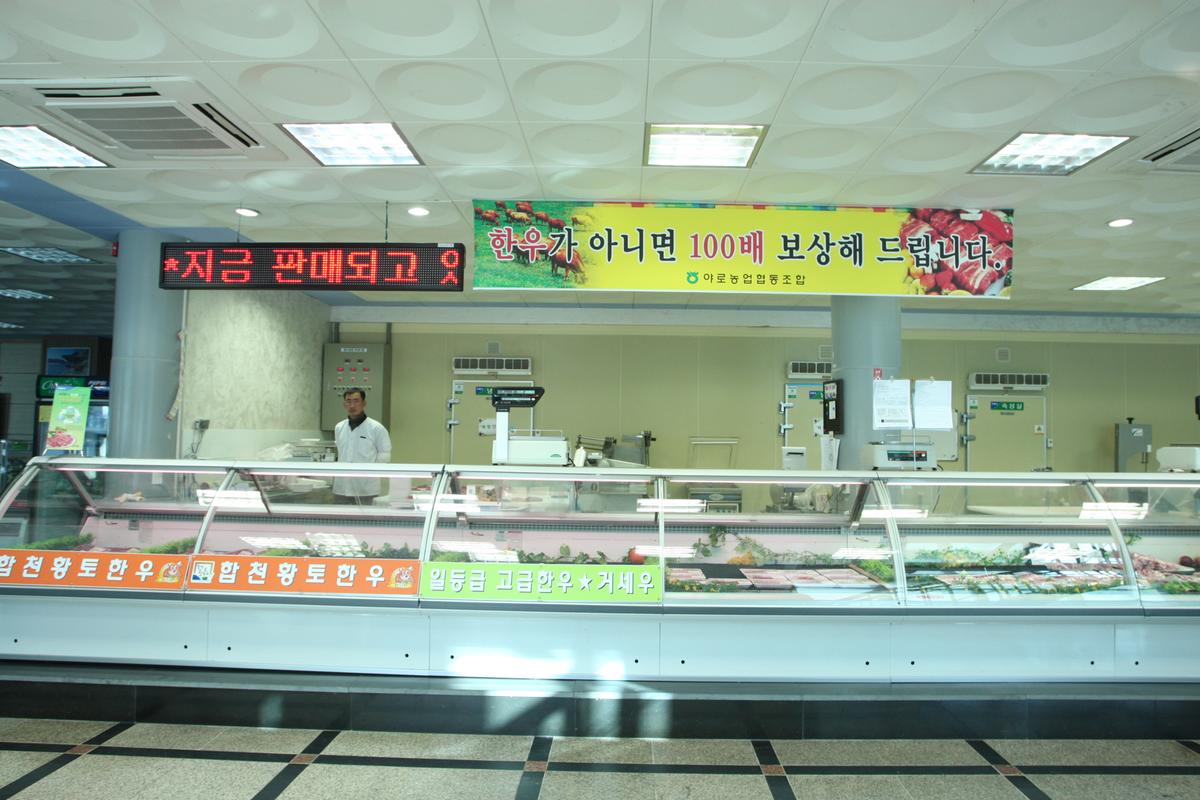 한우가 아니면 100배 보상해 드립니다.
야로농업협동조합
★지금 판매되고 있
합천황토한우
합천황토한우
일등급 고급한우★거세우